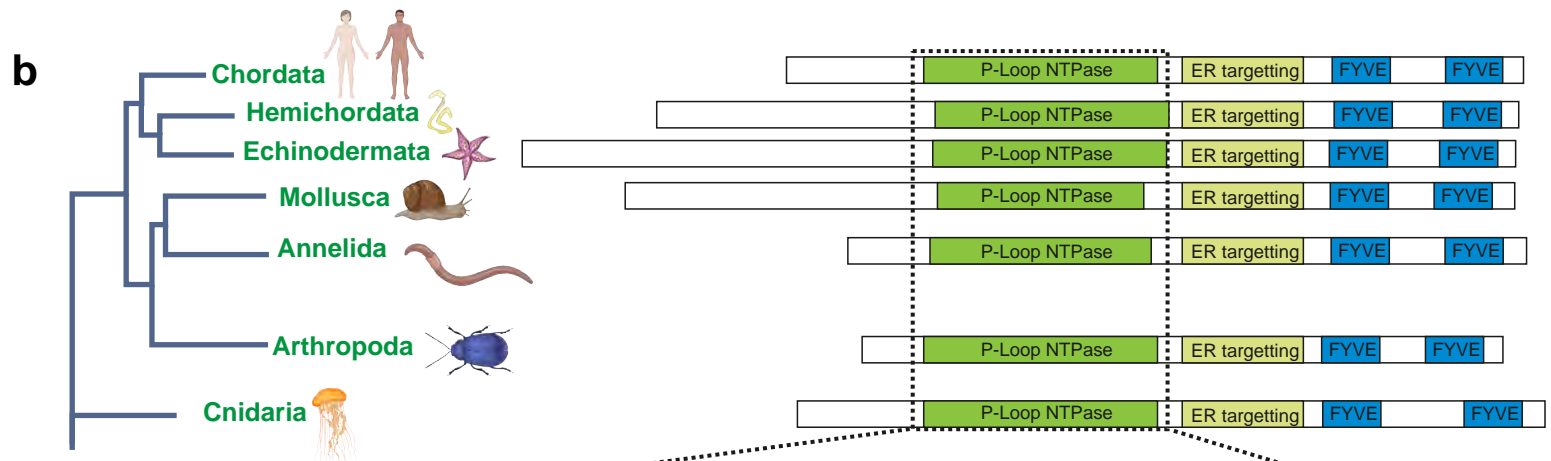 b
Chordata P-Loop NTPase ER targetting FYVE FYVE
Hemichordata P-Loop NTPase ER targetting FYVE FYVE
Echinodermata P-Loop NTPase ER targetting FYVE FYVE
Mollusca P-Loop NTPase ER targetting FYVE FYVE
Annelida P-Loop NTPase ER targetting FYVE FYVE
Arthropoda P-Loop NTPase ER targetting FYVE FYVE
Cnidaria P-Loop NTPase ER targetting FYVE FYVE